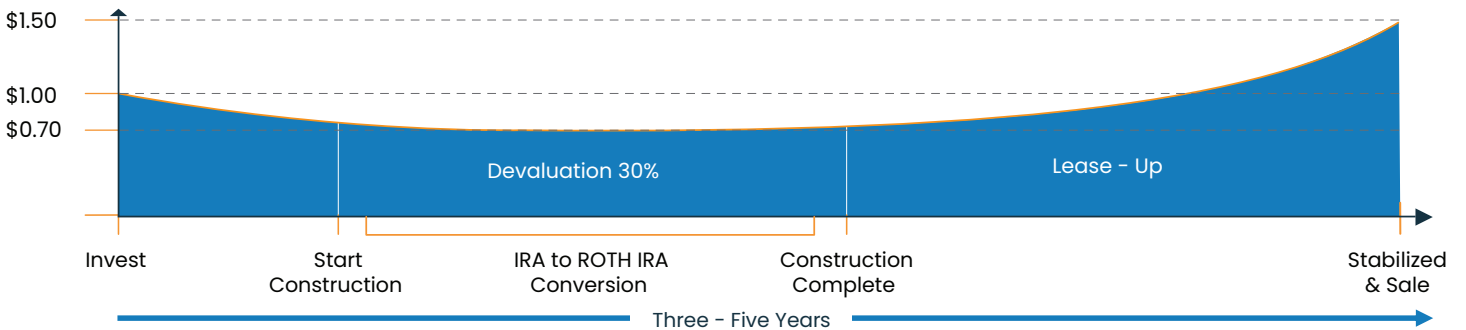 $1.50
$1.00
$0.70
Devaluation 30%
Lease - Up
Invest
Start
Construction
IRA to ROTH IRA
Conversion
Construction
Complete
Stabilized
& Sale
Three - Five Years